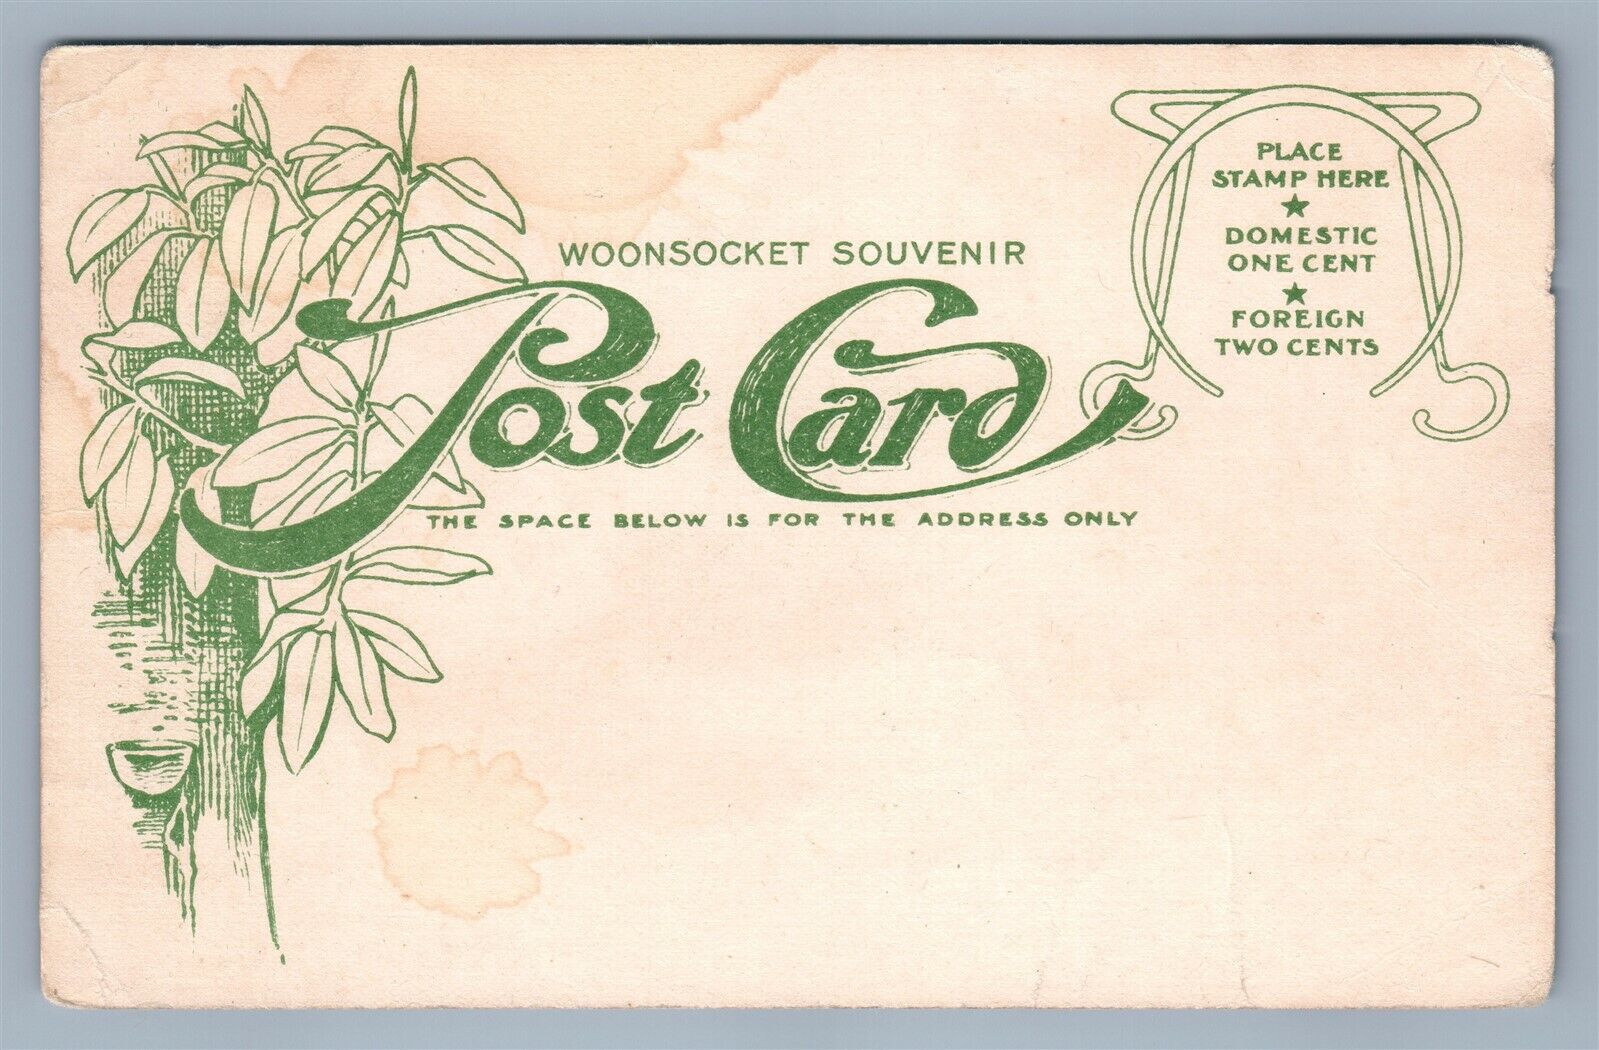 WOONSOCKET SOUVENIR
Post Card
THE SPACE BELOW IS FOR THE ADDRESS ONLY
PLACE
STAMP HERE
★
DOMESTIC
ONE CENT
★
FOREIGN
TWO CENTS